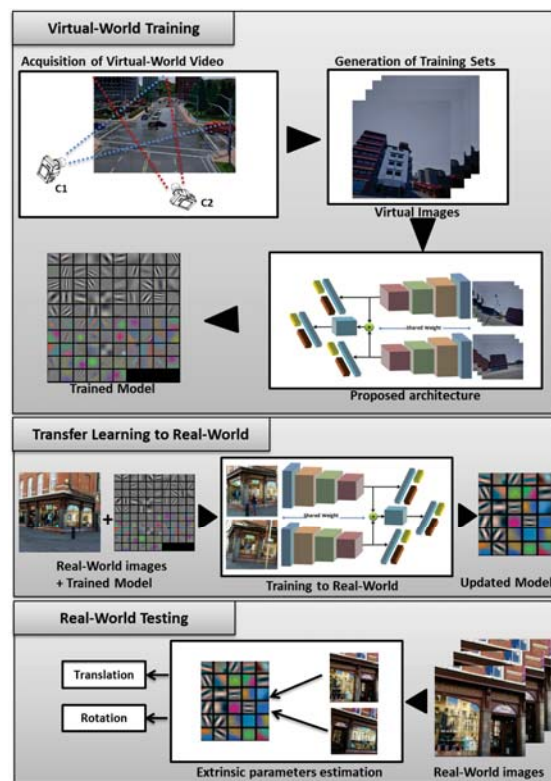 Virtual-World Training
Acquisition of Virtual-World Video
Generation of Training Sets
C1
C2
Virtual Images
Trained Model
Shared Weight
Proposed architecture
Transfer Learning to Real-World
+
Real-World images
+ Trained Model
Shared Weight
Training to Real-World
Updated Model
Real-World Testing
Translation
Rotation
Extrinsic parameters estimation
Real-World images